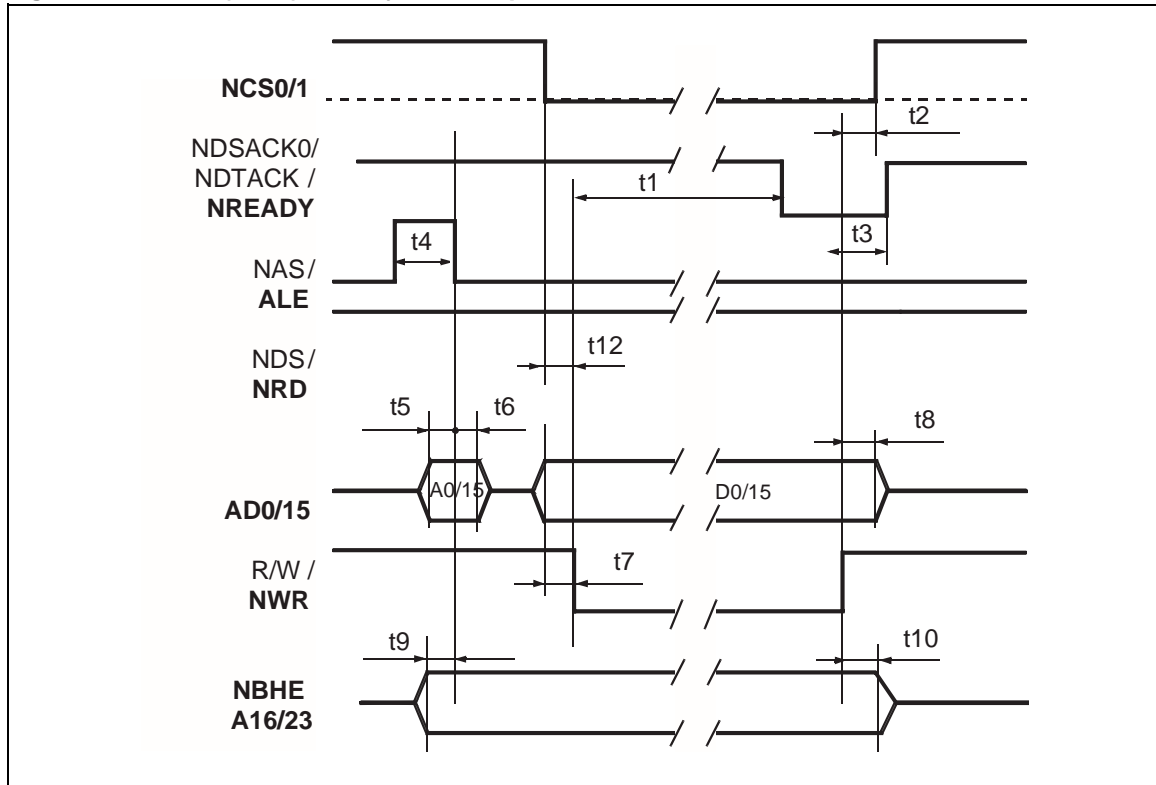 NCS0/1
t2
NDSACK0/
NDTACK /
NREADY
t1
t3
t4
NAS/
ALE
NDS/
NRD
t12
t5
t6
t8
A0/15
D0/15
AD0/15
R/W /
NWR
t7
t9
t10
NBHE
A16/23